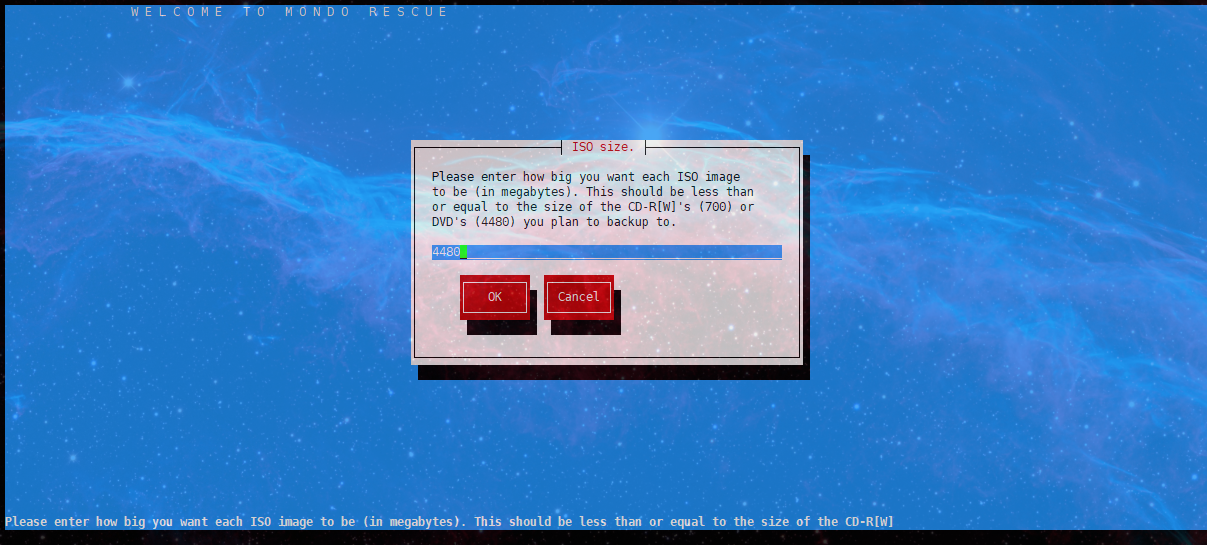 WELCOME TO MONDO RESCUE
ISO size.
Please enter how big you want each ISO image
to be (in megabytes). This should be less than
or equal to the size of the CD-R[W]'s (700) or
DVD's (4480) you plan to backup to.
4480
OK Cancel
Please enter how big you want each ISO image to be (in megabytes). This should be less than or equal to the size of the CD-R[W]